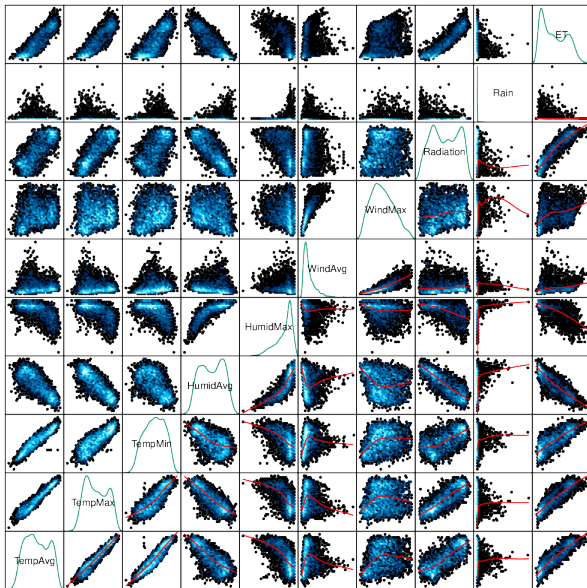 ET
Rain
Radiation
WindMax
WindAvg
HumidMax
HumidAvg
TempMin
TempMax
TempAvg